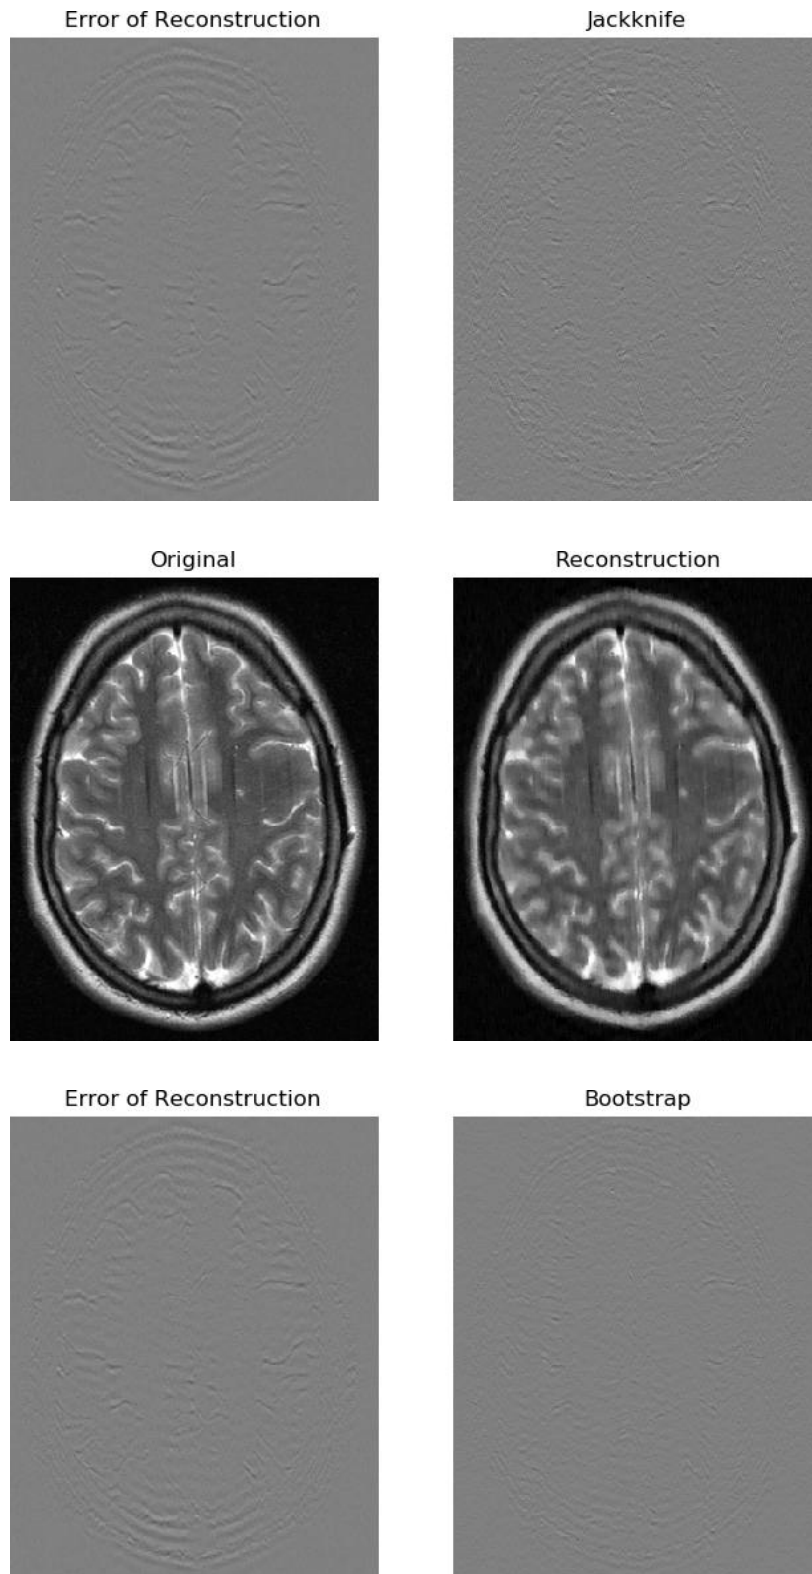 Error of Reconstruction
Jackknife
Original
Reconstruction
Error of Reconstruction
Bootstrap